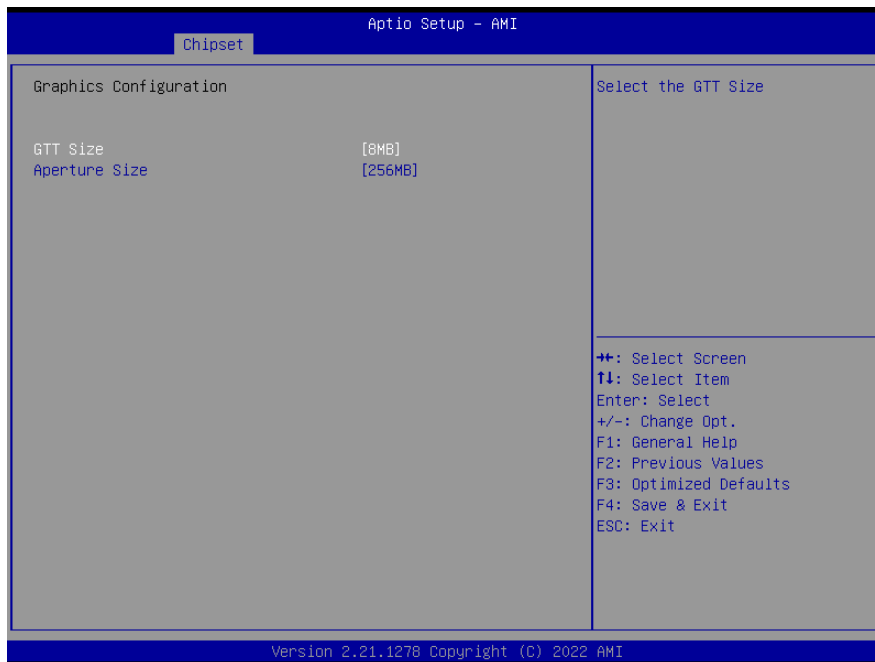 Aptio Setup – AMI
Chipset
Graphics Configuration
GTT Size [8MB]
Aperture Size [256MB]
Select the GTT Size
→←: Select Screen
↑↓: Select Item
Enter: Select
+/-: Change Opt.
F1: General Help
F2: Previous Values
F3: Optimized Defaults
F4: Save & Exit
ESC: Exit
Version 2.21.1278 Copyright (C) 2022 AMI